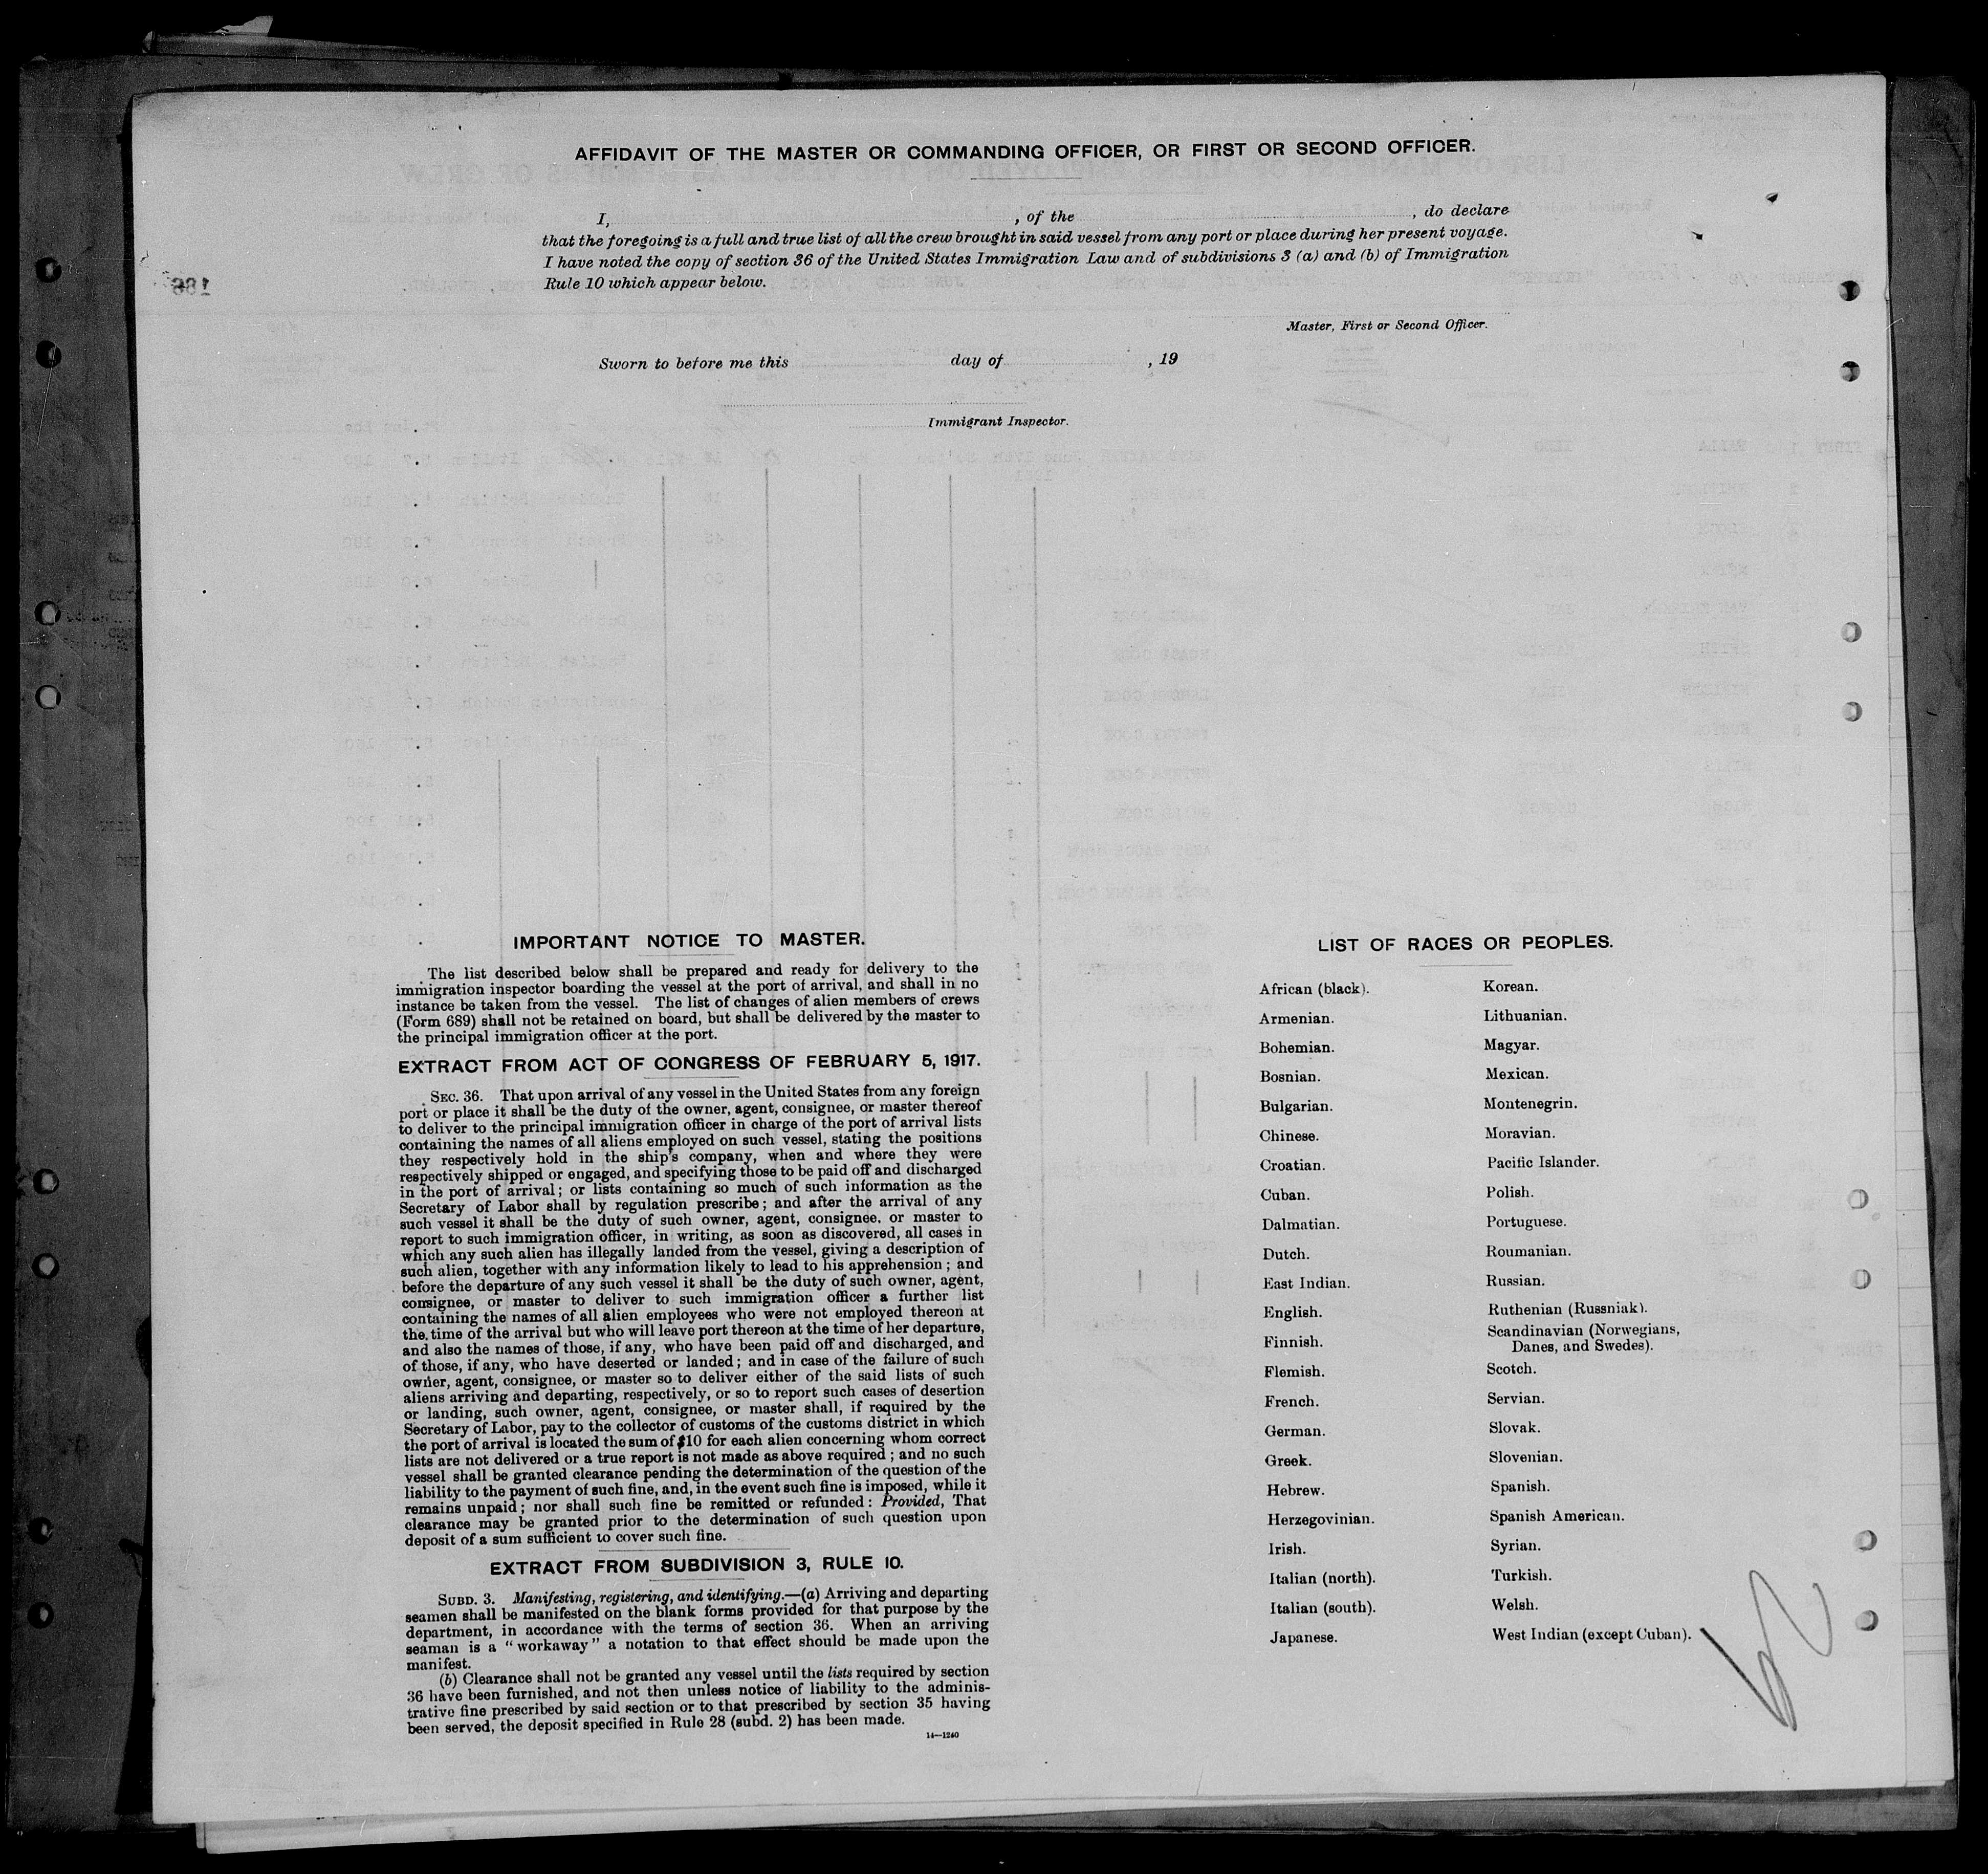 AFFIDAVIT OF THE MASTER OR COMMANDING OFFICER, OR FIRST OR SECOND OFFICER.
I, , of the , do declare
that the foregoing is a full and true list of all the crew brought in said vessel from any port or place during her present voyage.
I have noted the copy of section 36 of the United States Immigration Law and of subdivisions 3 (a) and (b) of Immigration
Rule 10 which appear below.
Master, First or Second Officer.
Sworn to before me this day of , 19
Immigrant Inspector.
IMPORTANT NOTICE TO MASTER.
The list described below shall be prepared and ready for delivery to the
immigration inspector boarding the vessel at the port of arrival, and shall in no
instance be taken from the vessel. The list of changes of alien members of crews
(Form 689) shall not be retained on board, but shall be delivered by the master to
the principal immigration officer at the port.
EXTRACT FROM ACT OF CONGRESS OF FEBRUARY 5, 1917.
SEC. 36. That upon arrival of any vessel in the United States from any foreign
port or place it shall be the duty of the owner, agent, consignee, or master thereof
to deliver to the principal immigration officer in charge of the port of arrival lists
containing the names of all aliens employed on such vessel, stating the positions
they respectively hold in the ship's company, when and where they were
respectively shipped or engaged, and specifying those to be paid off and discharged
in the port of arrival; or lists containing so much of such information as the
Secretary of Labor shall by regulation prescribe; and after the arrival of any
such vessel it shall be the duty of such owner, agent, consignee, or master to
report to such immigration officer, in writing, as soon as discovered, all cases in
which any such alien has illegally landed from the vessel, giving a description of
such alien, together with any information likely to lead to his apprehension; and
before the departure of any such vessel it shall be the duty of such owner, agent,
consignee, or master to deliver to such immigration officer a further list
containing the names of all alien employees who were not employed thereon at
the time of the arrival but who will leave port thereon at the time of her departure,
and also the names of those, if any, who have been paid off and discharged, and
of those, if any, who have deserted or landed; and in case of the failure of such
owner, agent, consignee, or master so to deliver either of the said lists of such
aliens arriving and departing, respectively, or so to report such cases of desertion
or landing, such owner, agent, consignee, or master shall, if required by the
Secretary of Labor, pay to the collector of customs of the customs district in which
the port of arrival is located the sum of $10 for each alien concerning whom correct
lists are not delivered or a true report is not made as above required; and no such
vessel shall be granted clearance pending the determination of the question of the
liability to the payment of such fine, and, in the event such fine is imposed, while it
remains unpaid; nor shall such fine be remitted or refunded: Provided, That
clearance may be granted prior to the determination of such question upon
deposit of a sum sufficient to cover such fine.
EXTRACT FROM SUBDIVISION 3, RULE 10.
SUBD. 3. Manifesting, registering, and identifying.—(a) Arriving and departing
seamen shall be manifested on the blank forms provided for that purpose by the
department, in accordance with the terms of section 36. When an arriving
seaman is a "workaway" a notation to that effect should be made upon the
manifest.
(b) Clearance shall not be granted any vessel until the lists required by section
36 have been furnished, and not then unless notice of liability to the adminis-
trative fine prescribed by said section or to that prescribed by section 35 having
been served, the deposit specified in Rule 28 (subd. 2) has been made.
14—1240
LIST OF RACES OR PEOPLES.
African (black).
Armenian.
Bohemian.
Bosnian.
Bulgarian.
Chinese.
Croatian.
Cuban.
Dalmatian.
Dutch.
East Indian.
English.
Finnish.
Flemish.
French.
German.
Greek.
Hebrew.
Herzegovinian.
Irish.
Italian (north).
Italian (south).
Japanese.
Korean.
Lithuanian.
Magyar.
Mexican.
Montenegrin.
Moravian.
Pacific Islander.
Polish.
Portuguese.
Roumanian.
Russian.
Ruthenian (Russniak).
Scandinavian (Norwegians,
Danes, and Swedes).
Scotch.
Servian.
Slovak.
Slovenian.
Spanish.
Spanish American.
Syrian.
Turkish.
Welsh.
West Indian (except Cuban).